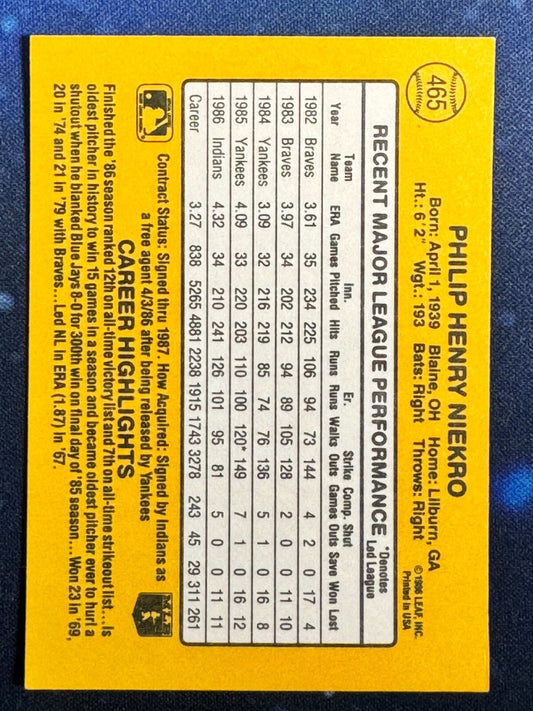 465
PHILIP HENRY NIEKRO
Born: April 1, 1939 Blaine, OH Home: Lilburn, GA
Ht.: 6'2" Wgt.: 193 Bats: Right Throws: Right
©1986 LEAF, INC.
Printed in USA
RECENT MAJOR LEAGUE PERFORMANCE *Denotes Led League
Year Team Name ERA Games Inn. Pitched Hits Runs Er. Runs Walks Strike Outs Comp. Games Shut Outs Save Won Lost
1982 Braves 3.61 35 234 225 106 94 73 144 4 2 0 17 4
1983 Braves 3.97 34 202 212 94 89 105 128 2 0 0 11 10
1984 Yankees 3.09 32 216 219 85 74 76 136 5 1 0 16 8
1985 Yankees 4.09 33 220 203 110 100 120* 149 7 1 0 16 12
1986 Indians 4.32 34 210 241 126 101 95 81 5 0 0 11 11
Career 3.27 838 5265 4881 2238 1915 1743 3278 243 45 29 311 261
Contract Status: Signed thru 1987. How Acquired: Signed by Indians as
a free agent 4/3/86 after being released by Yankees
MLB
CAREER HIGHLIGHTS
Finished the '86 season ranked 12th on all-time victory list and 7th on all-time strikeout list...Is
oldest pitcher in history to win 15 games in a season and became oldest pitcher ever to hurl a
shutout when he blanked Blue Jays 8-0 for 300th win on final day of '85 season...Won 23 in '69,
20 in '74 and 21 in '79 with Braves...Led NL in ERA (1.87) in '67.